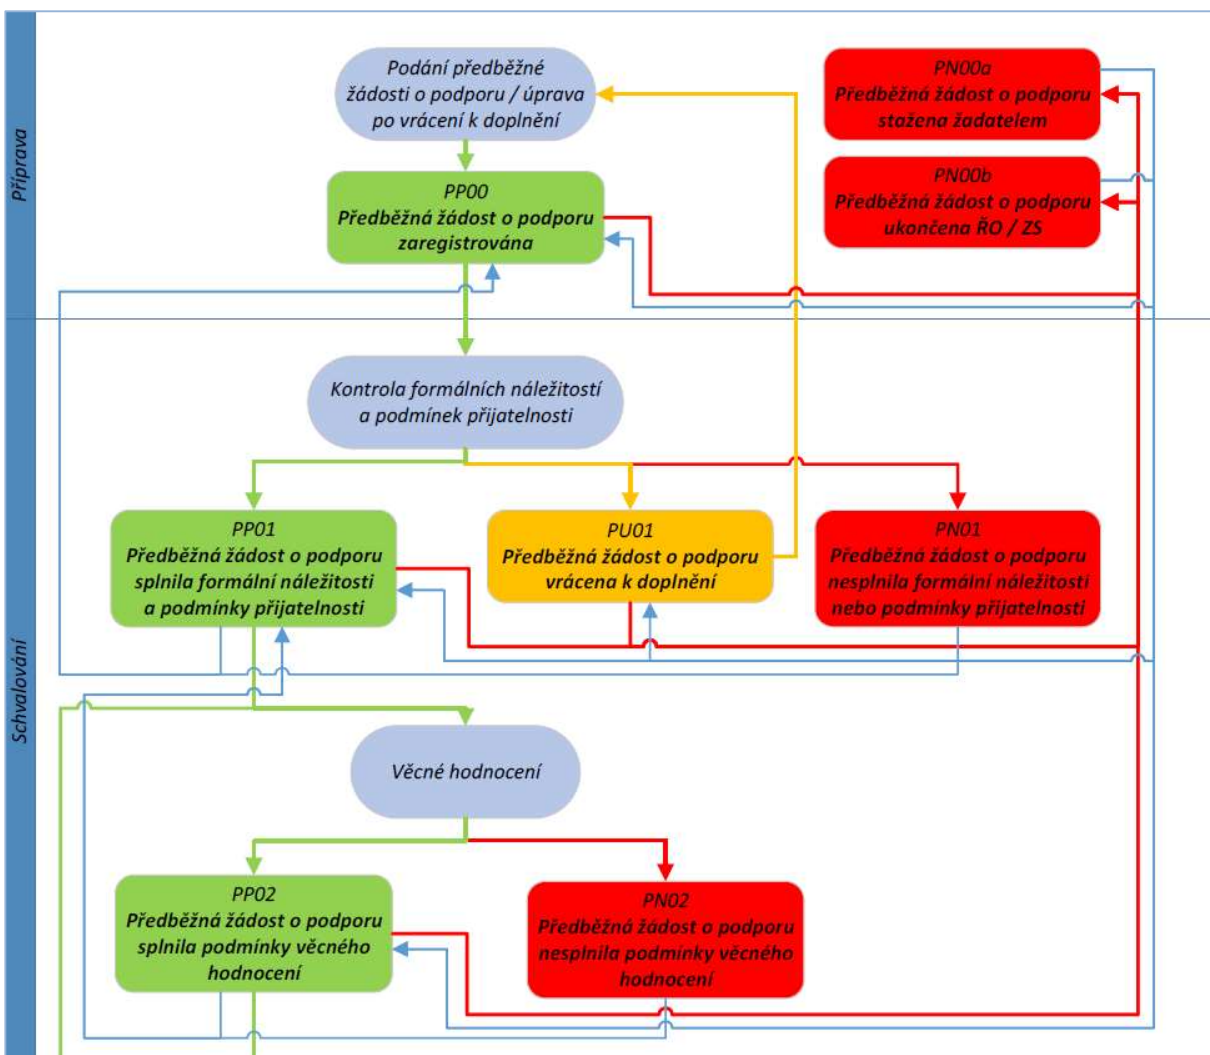 Příprava
Podání předběžné
žádosti o podporu / úprava
po vrácení k doplnění
PN00a
Předběžná žádost o podporu
stažena žadatelem
PP00
Předběžná žádost o podporu
zaregistrována
PN00b
Předběžná žádost o podporu
ukončena ŘO / ZS
Schvalování
Kontrola formálních náležitostí
a podmínek přijatelnosti
PP01
Předběžná žádost o podporu
splnila formální náležitosti
a podmínky přijatelnosti
PU01
Předběžná žádost o podporu
vrácena k doplnění
PN01
Předběžná žádost o podporu
nesplnila formální náležitosti
nebo podmínky přijatelnosti
Věcné hodnocení
PP02
Předběžná žádost o podporu
splnila podmínky věcného
hodnocení
PN02
Předběžná žádost o podporu
nesplnila podmínky věcného
hodnocení